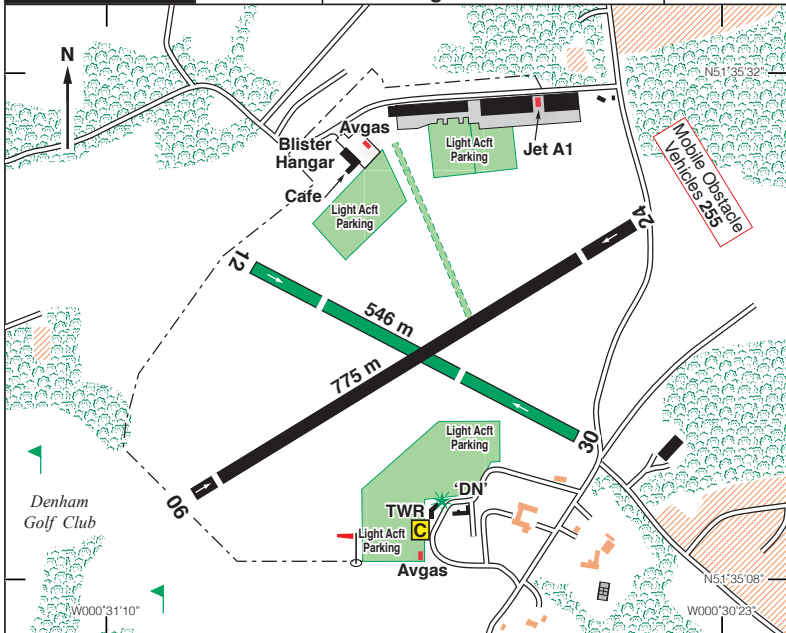 N
N51°35'32"
Avgas
Blister
Hangar
Cafe
Light Acft
Parking
Jet A1
Light Acft
Parking
Mobile Obstacle
Vehicles 255
24
12
546 m
775 m
30
06
Light Acft
Parking
'DN'
TWR
C
Light Acft
Parking
Avgas
Denham
Golf Club
N51°35'08"
W000°31'10"
W000°30'23"